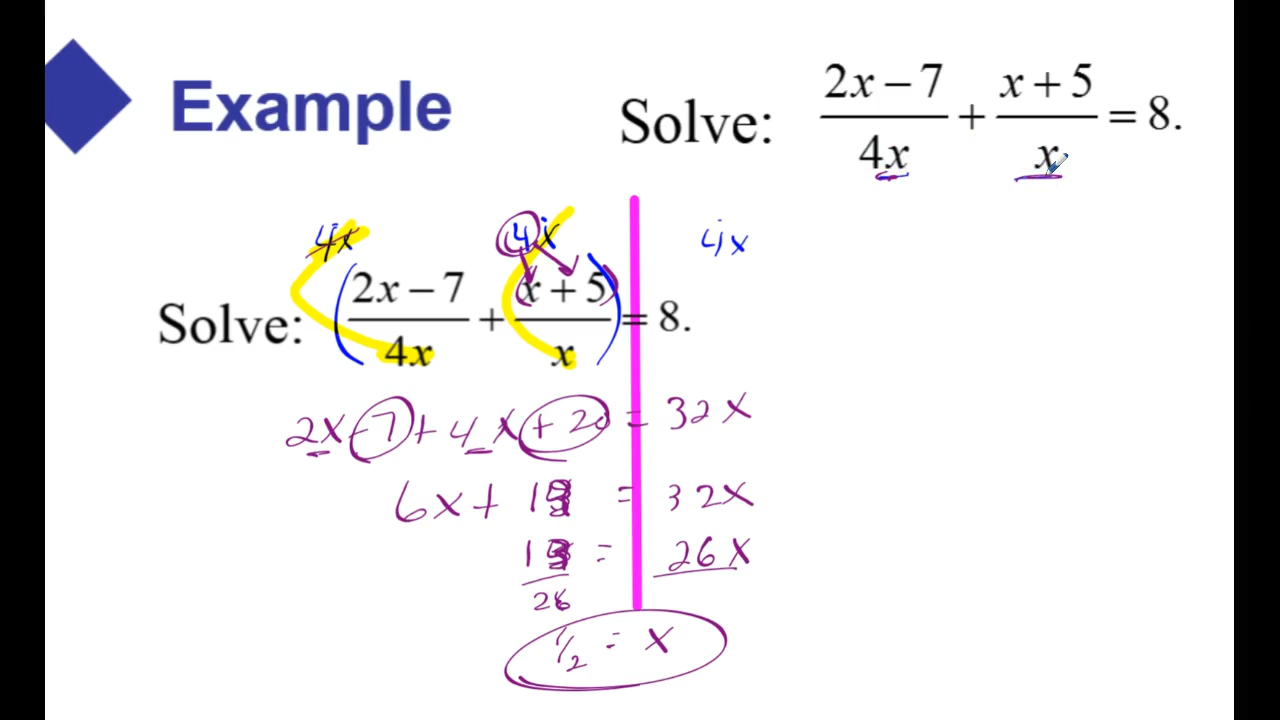 Example
Solve: (2x − 7)/(4x) + (x + 5)/x = 8.
4x 4x 4x
Solve: ((2x − 7)/(4x) + (x + 5)/x) = 8.
2x - 7 + 4x + 20 = 32x
6x + 13 = 32x
13 = 26x
26
1/2 = x